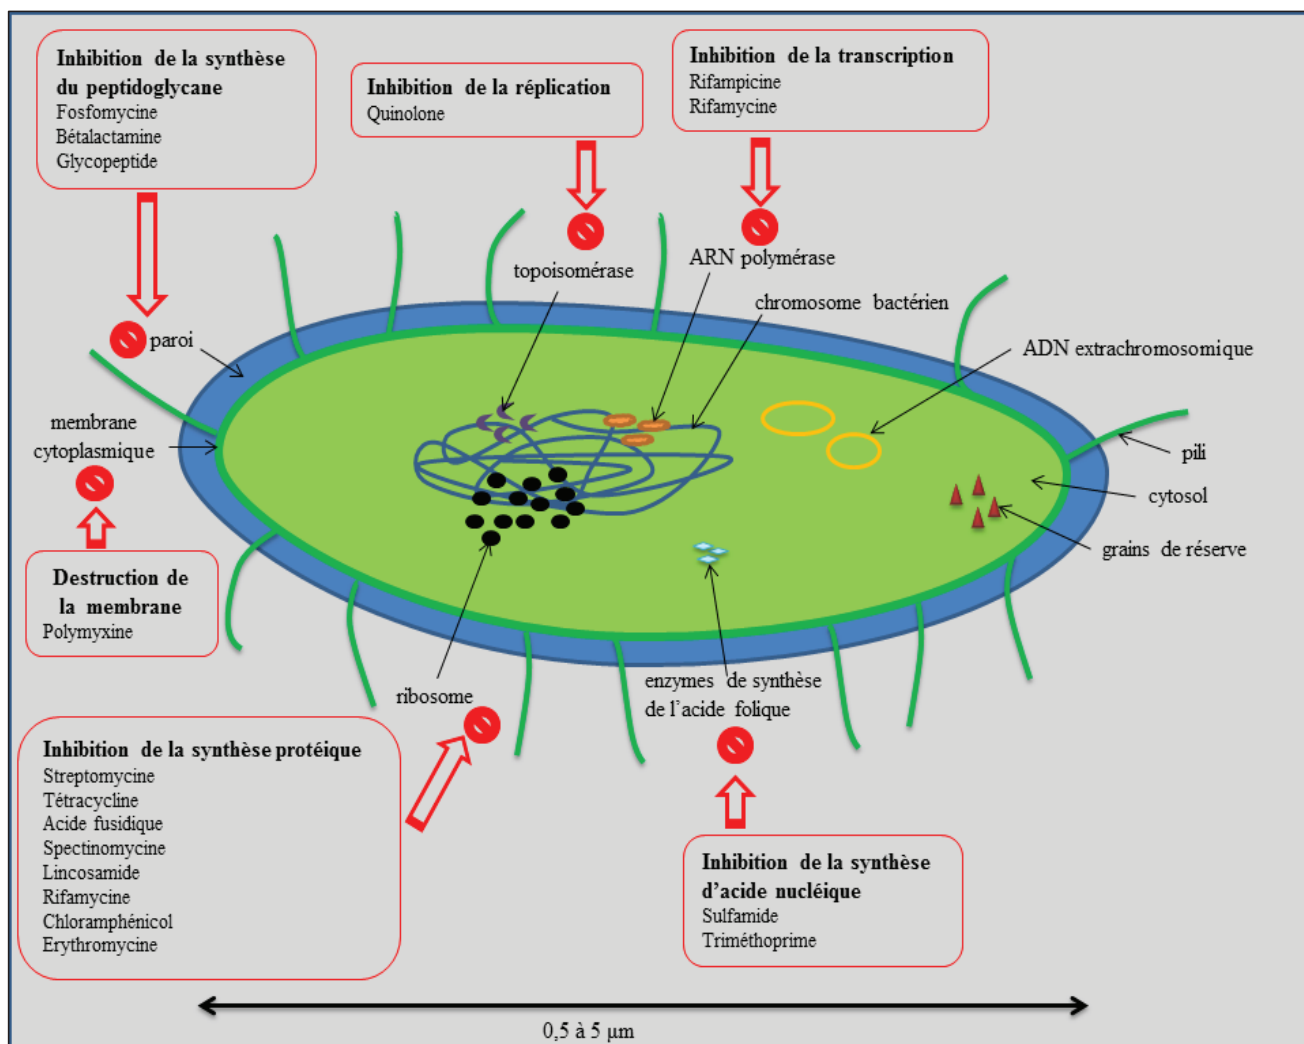 Inhibition de la synthèse
du peptidoglycane
Fosfomycine
Bétalactamine
Glycopeptide
Inhibition de la réplication
Quinolone
Inhibition de la transcription
Rifampicine
Rifamycine
topoisomérase
ARN polymérase
chromosome bactérien
paroi
ADN extrachromosomique
membrane
cytoplasmique
pili
cytosol
grains de réserve
Destruction de
la membrane
Polymyxine
ribosome
enzymes de synthèse
de l'acide folique
Inhibition de la synthèse protéique
Streptomycine
Tétracycline
Acide fusidique
Spectinomycine
Lincosamide
Rifamycine
Chloramphénicol
Erythromycine
Inhibition de la synthèse
d'acide nucléique
Sulfamide
Triméthoprime
0,5 à 5 µm